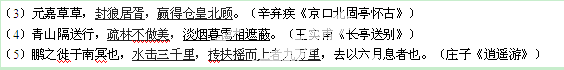 （3）元嘉草草，封狼居胥，赢得仓皇北顾。（辛弃疾《京口北固亭怀古》）
（4）青山隔送行，疏林不做美，淡烟暮霭相遮蔽。（王实甫《长亭送别》）
（5）鹏之徙于南冥也，水击三千里，抟扶摇而上者九万里，去以六月息者也。（庄子《逍遥游》）